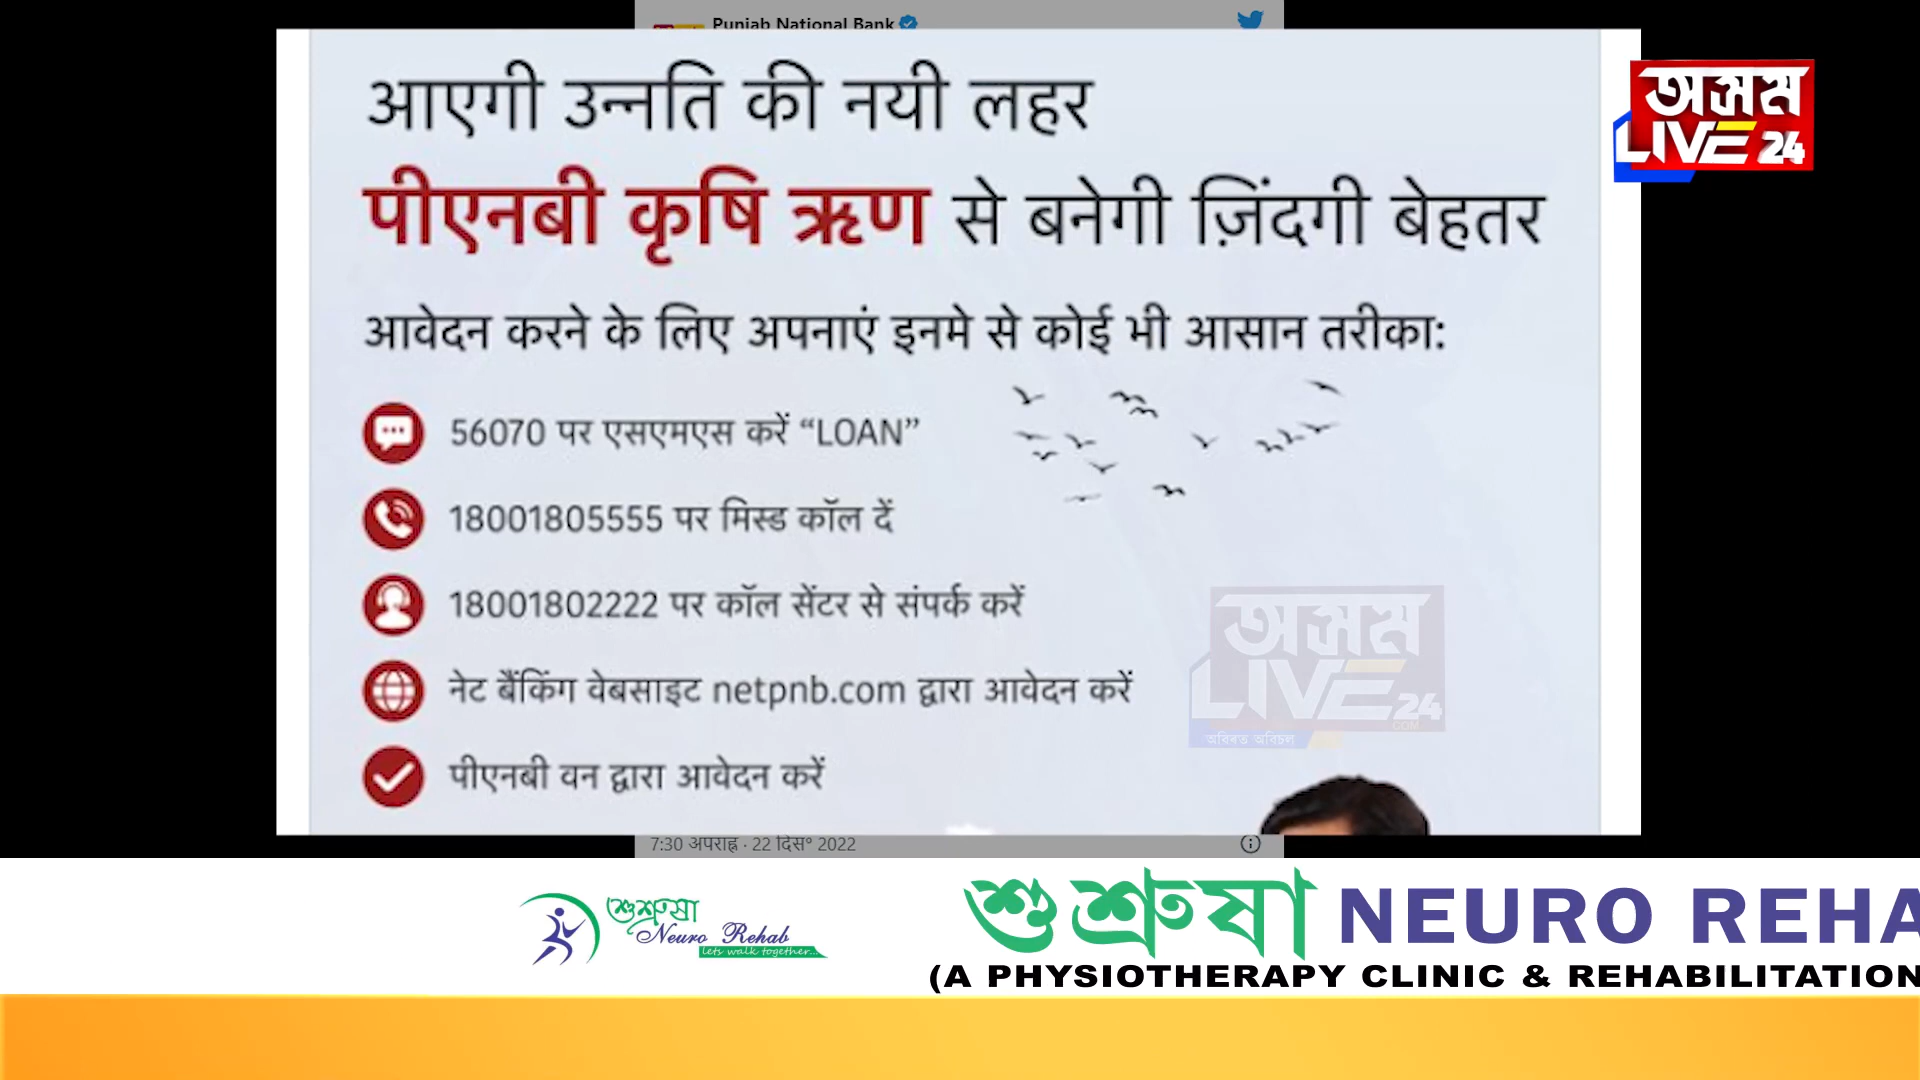 Punjab National Bank
आएगी उन्नति की नयी लहर
पीएनबी कृषि ऋण से बनेगी ज़िंदगी बेहतर
आवेदन करने के लिए अपनाएं इनमे से कोई भी आसान तरीका:
56070 पर एसएमएस करें “LOAN”
18001805555 पर मिस्ड कॉल दें
18001802222 पर कॉल सेंटर से संपर्क करें
नेट बैंकिंग वेबसाइट netpnb.com द्वारा आवेदन करें
पीएनबी वन द्वारा आवेदन करें
অসম
LIVE 24
অসম
LIVE 24
.COM
অবিৰত অবিচল
7:30 अपराह्न · 22 दिस॰ 2022
শুশ্ৰুষা
Neuro Rehab
lets walk together...
শুশ্ৰুষা NEURO REHA
(A PHYSIOTHERAPY CLINIC & REHABILITATION